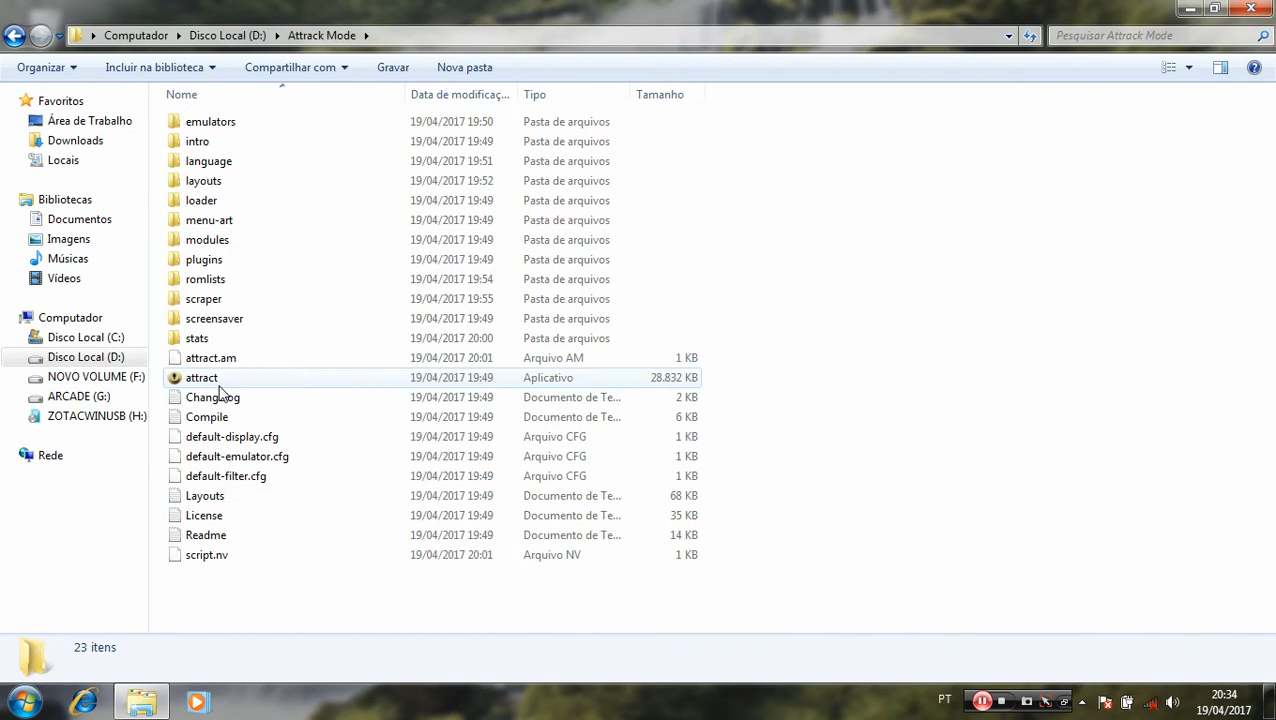 Computador Disco Local (D:) Attrack Mode
Pesquisar Attrack Mode
Organizar Incluir na biblioteca Compartilhar com Gravar Nova pasta
Favoritos
Área de Trabalho
Downloads
Locais
Bibliotecas
Documentos
Imagens
Músicas
Vídeos
Computador
Disco Local (C:)
Disco Local (D:)
NOVO VOLUME (F:)
ARCADE (G:)
ZOTACWINUSB (H:)
Rede
Nome Data de modificaç... Tipo Tamanho
emulators 19/04/2017 19:50 Pasta de arquivos
intro 19/04/2017 19:49 Pasta de arquivos
language 19/04/2017 19:51 Pasta de arquivos
layouts 19/04/2017 19:52 Pasta de arquivos
loader 19/04/2017 19:49 Pasta de arquivos
menu-art 19/04/2017 19:49 Pasta de arquivos
modules 19/04/2017 19:49 Pasta de arquivos
plugins 19/04/2017 19:49 Pasta de arquivos
romlists 19/04/2017 19:54 Pasta de arquivos
scraper 19/04/2017 19:55 Pasta de arquivos
screensaver 19/04/2017 19:49 Pasta de arquivos
stats 19/04/2017 20:00 Pasta de arquivos
attract.am 19/04/2017 20:01 Arquivo AM 1 KB
attract 19/04/2017 19:49 Aplicativo 28.832 KB
Changelog 19/04/2017 19:49 Documento de Te... 2 KB
Compile 19/04/2017 19:49 Documento de Te... 6 KB
default-display.cfg 19/04/2017 19:49 Arquivo CFG 1 KB
default-emulator.cfg 19/04/2017 19:49 Arquivo CFG 1 KB
default-filter.cfg 19/04/2017 19:49 Arquivo CFG 1 KB
Layouts 19/04/2017 19:49 Documento de Te... 68 KB
License 19/04/2017 19:49 Documento de Te... 35 KB
Readme 19/04/2017 19:49 Documento de Te... 14 KB
script.nv 19/04/2017 20:01 Arquivo NV 1 KB
23 itens
PT
20:34
19/04/2017